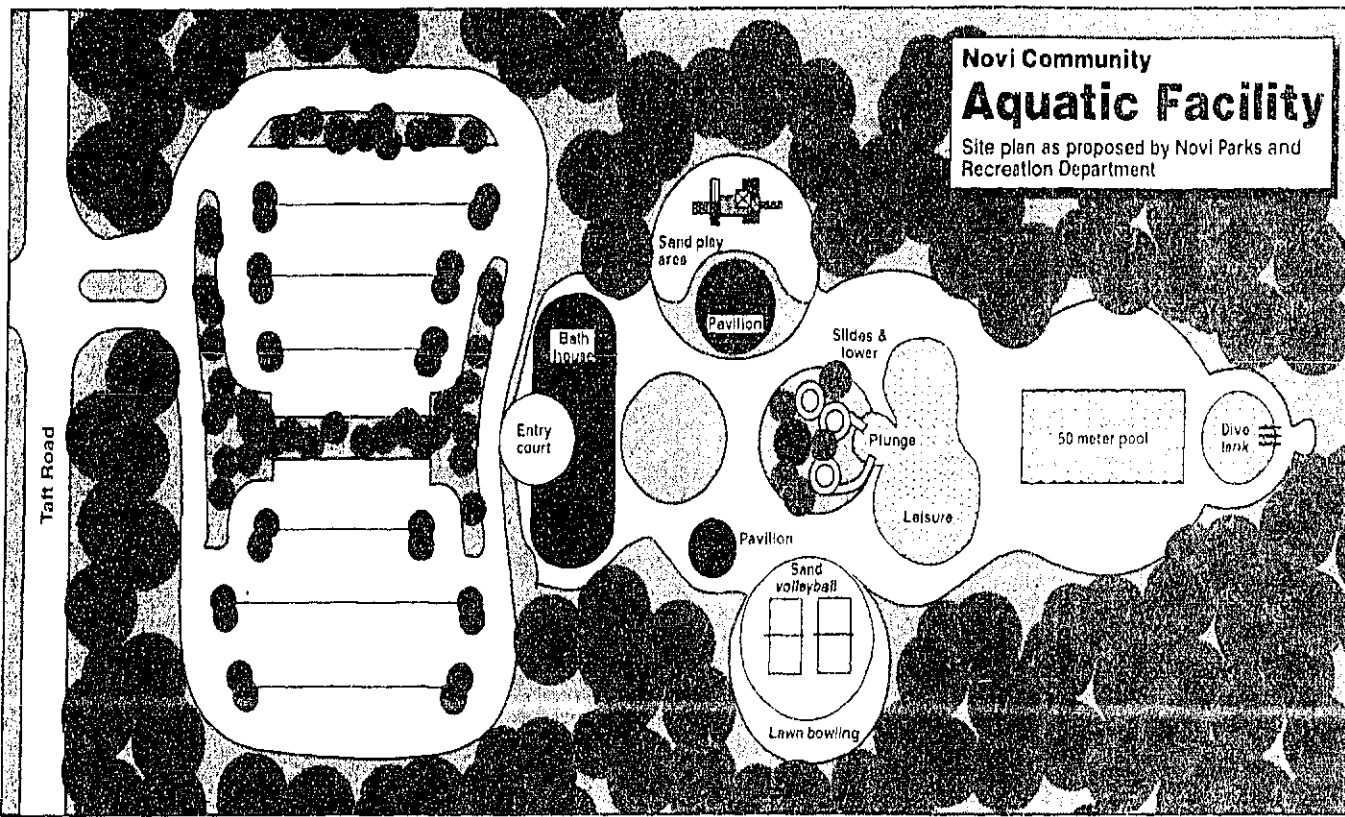 Novi Community
Aquatic Facility
Site plan as proposed by Novi Parks and
Recreation Department
Sand play
area
Pavilion
Bath
house
Slides &
lower
Entry
court
Plunge
50 meter pool
Dive
tank
Leisure
Pavilion
Sand
volleyball
Lawn bowling
Taft Road